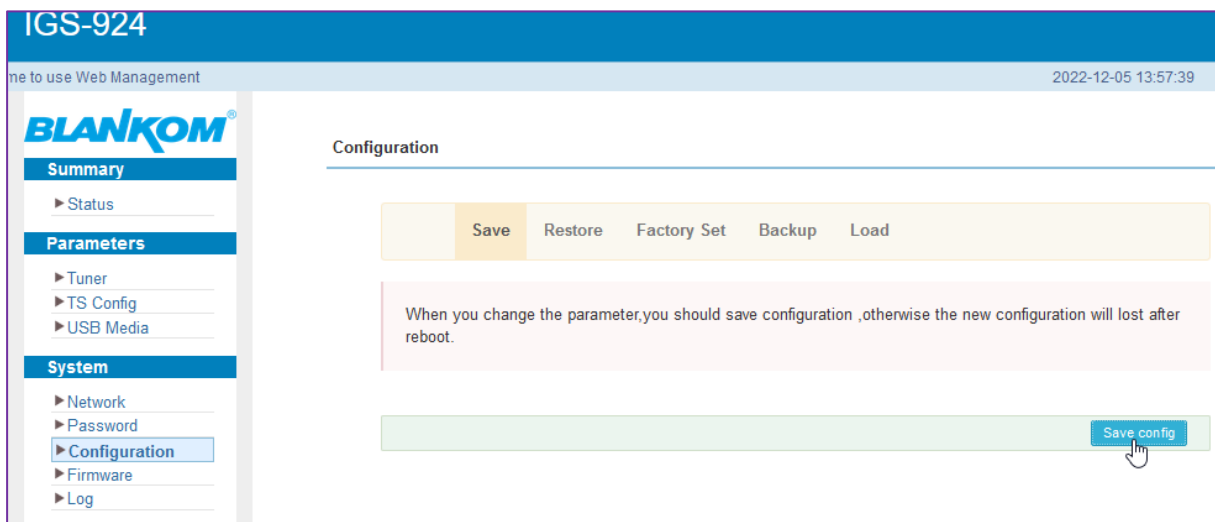 IGS-924
me to use Web Management
2022-12-05 13:57:39
BLANKOM®
Summary
Status
Parameters
Tuner
TS Config
USB Media
System
Network
Password
Configuration
Firmware
Log
Configuration
Save Restore Factory Set Backup Load
When you change the parameter,you should save configuration ,otherwise the new configuration will lost after
reboot.
Save config